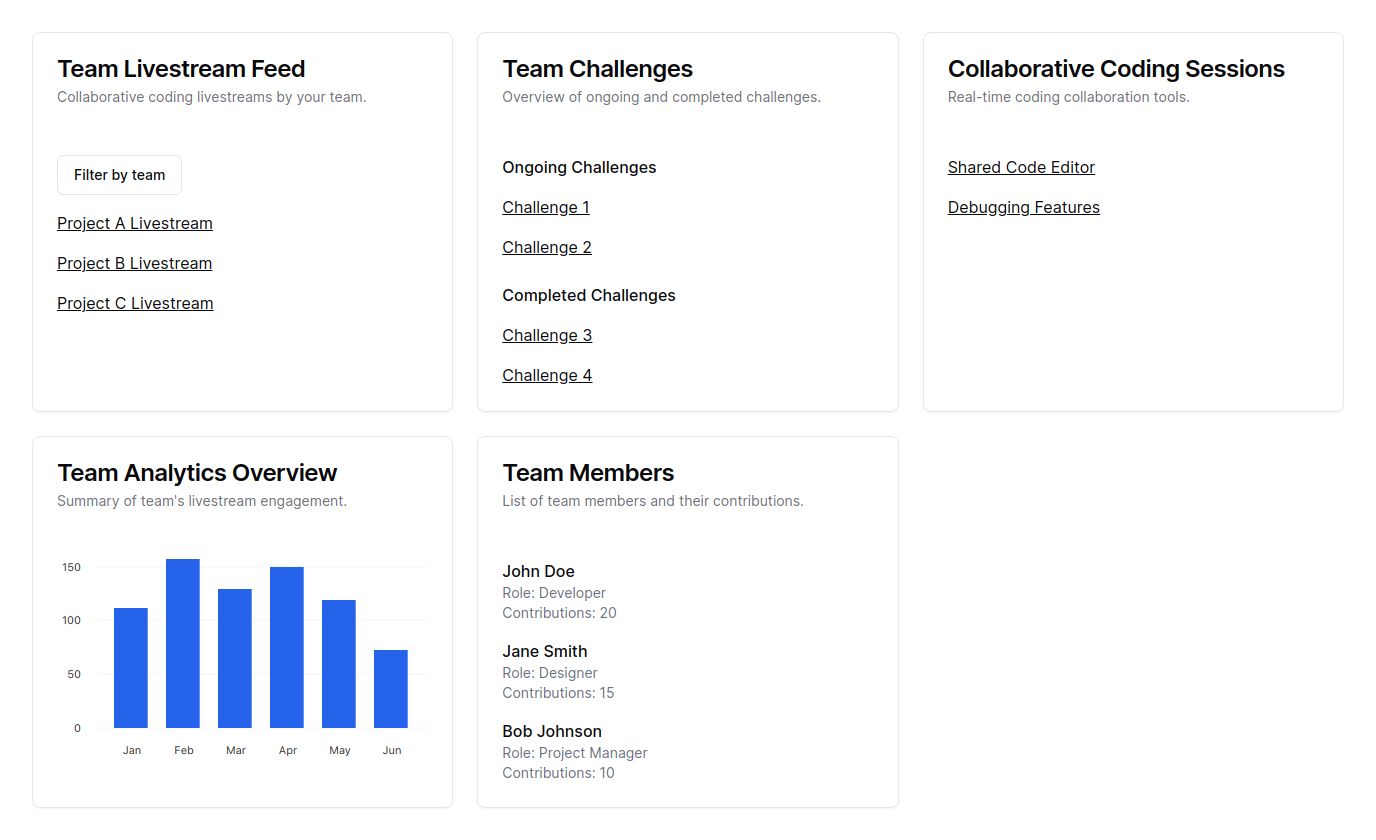 Team Livestream Feed
Collaborative coding livestreams by your team.
Filter by team
Project A Livestream
Project B Livestream
Project C Livestream
Team Challenges
Overview of ongoing and completed challenges.
Ongoing Challenges
Challenge 1
Challenge 2
Completed Challenges
Challenge 3
Challenge 4
Collaborative Coding Sessions
Real-time coding collaboration tools.
Shared Code Editor
Debugging Features
Team Analytics Overview
Summary of team's livestream engagement.
150
100
50
0
Jan Feb Mar Apr May Jun
Team Members
List of team members and their contributions.
John Doe
Role: Developer
Contributions: 20
Jane Smith
Role: Designer
Contributions: 15
Bob Johnson
Role: Project Manager
Contributions: 10